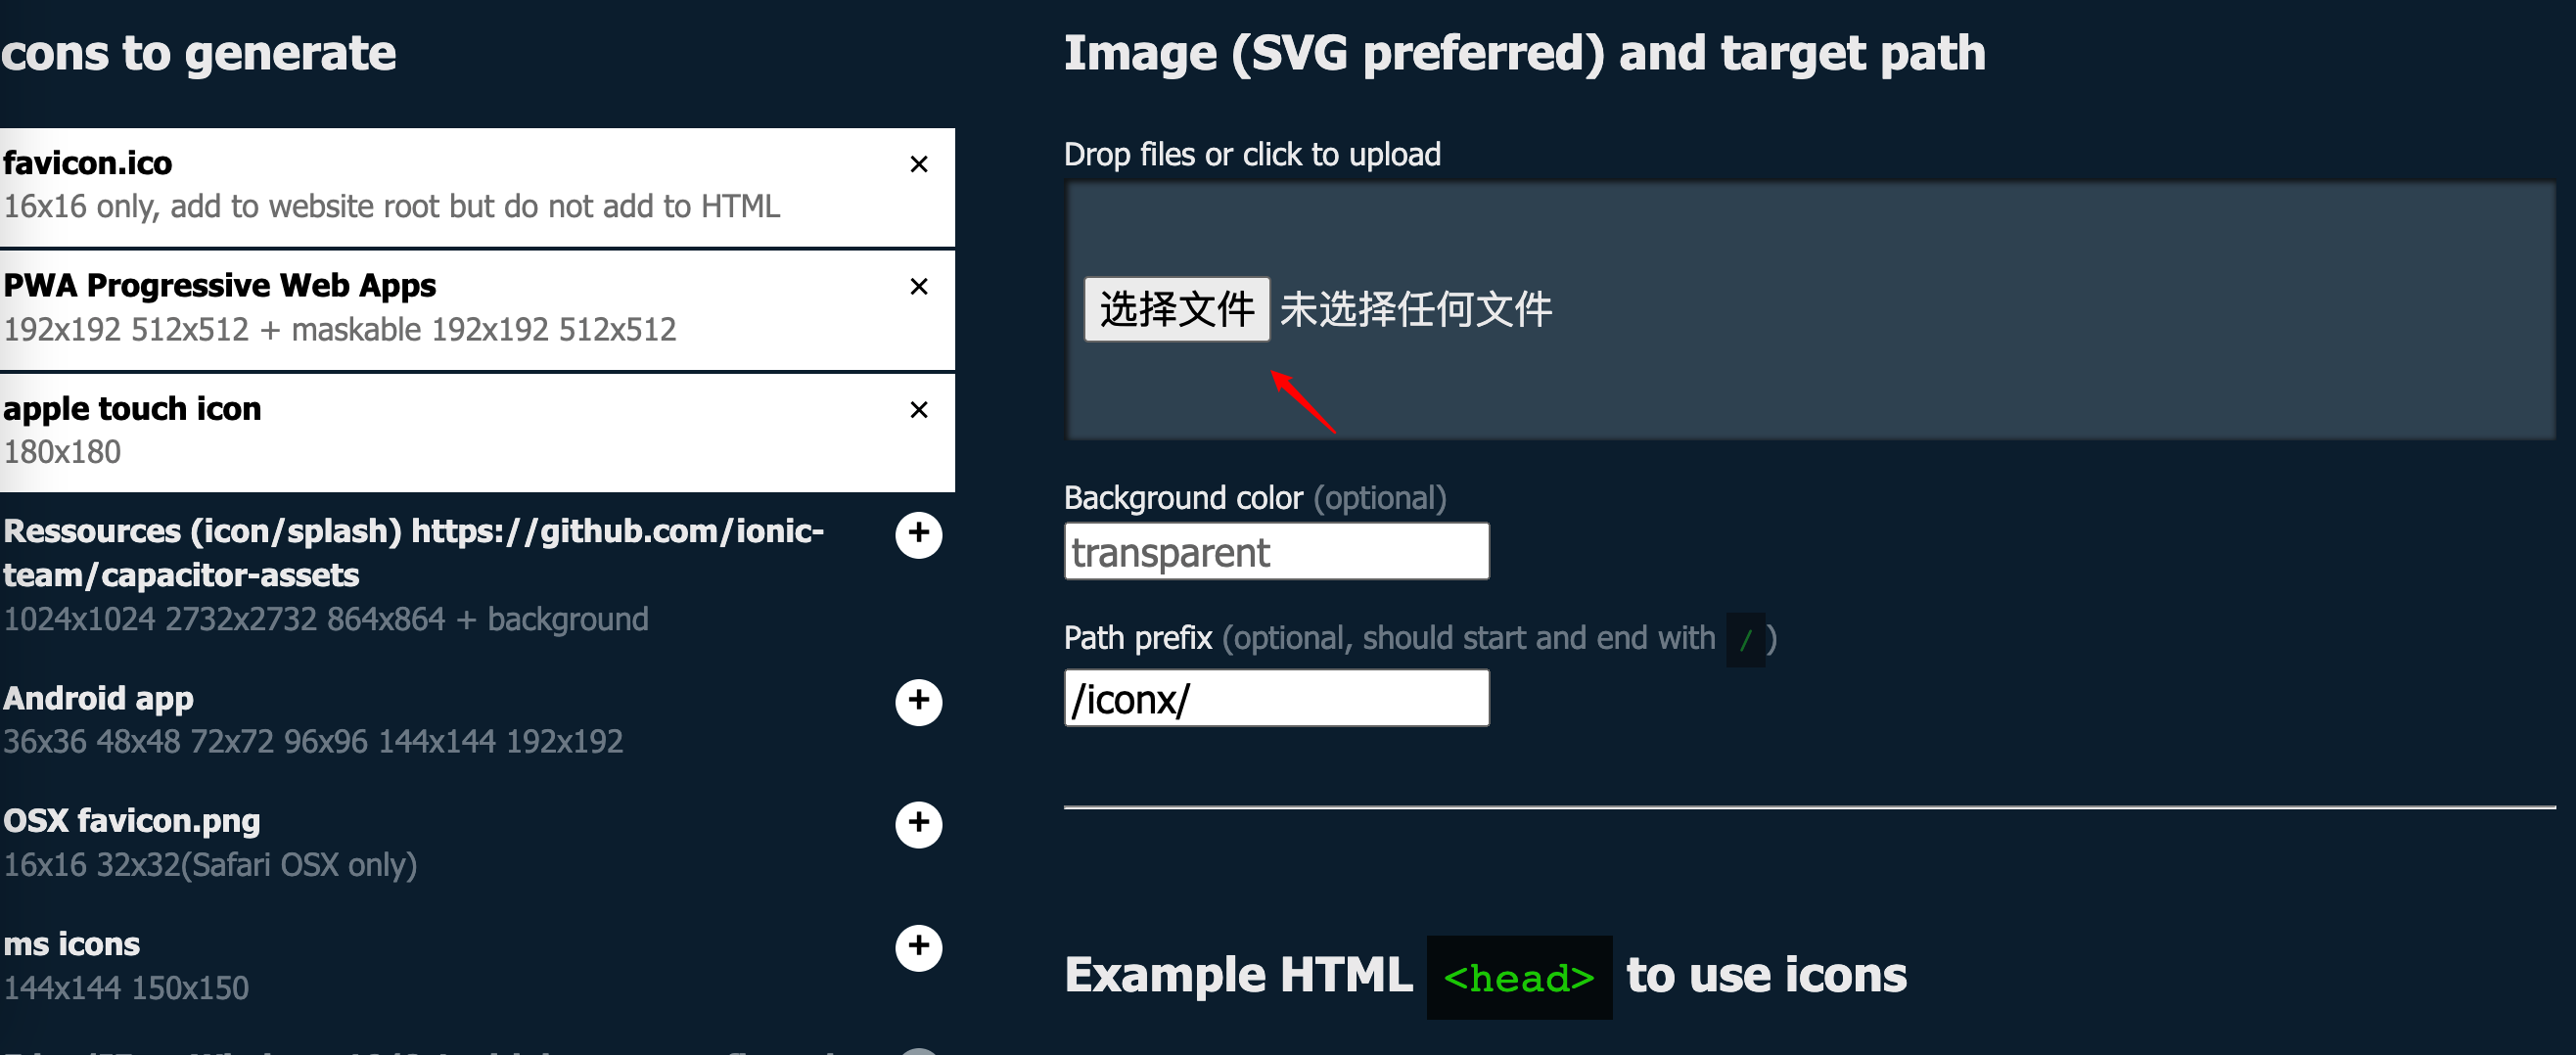 cons to generate
favicon.ico
16x16 only, add to website root but do not add to HTML
PWA Progressive Web Apps
192x192 512x512 + maskable 192x192 512x512
apple touch icon
180x180
Ressources (icon/splash) https://github.com/ionic-
team/capacitor-assets
1024x1024 2732x2732 864x864 + background
Android app
36x36 48x48 72x72 96x96 144x144 192x192
OSX favicon.png
16x16 32x32(Safari OSX only)
ms icons
144x144 150x150
Image (SVG preferred) and target path
Drop files or click to upload
选择文件 未选择任何文件
Background color (optional)
transparent
Path prefix (optional, should start and end with / )
/iconx/
Example HTML <head> to use icons